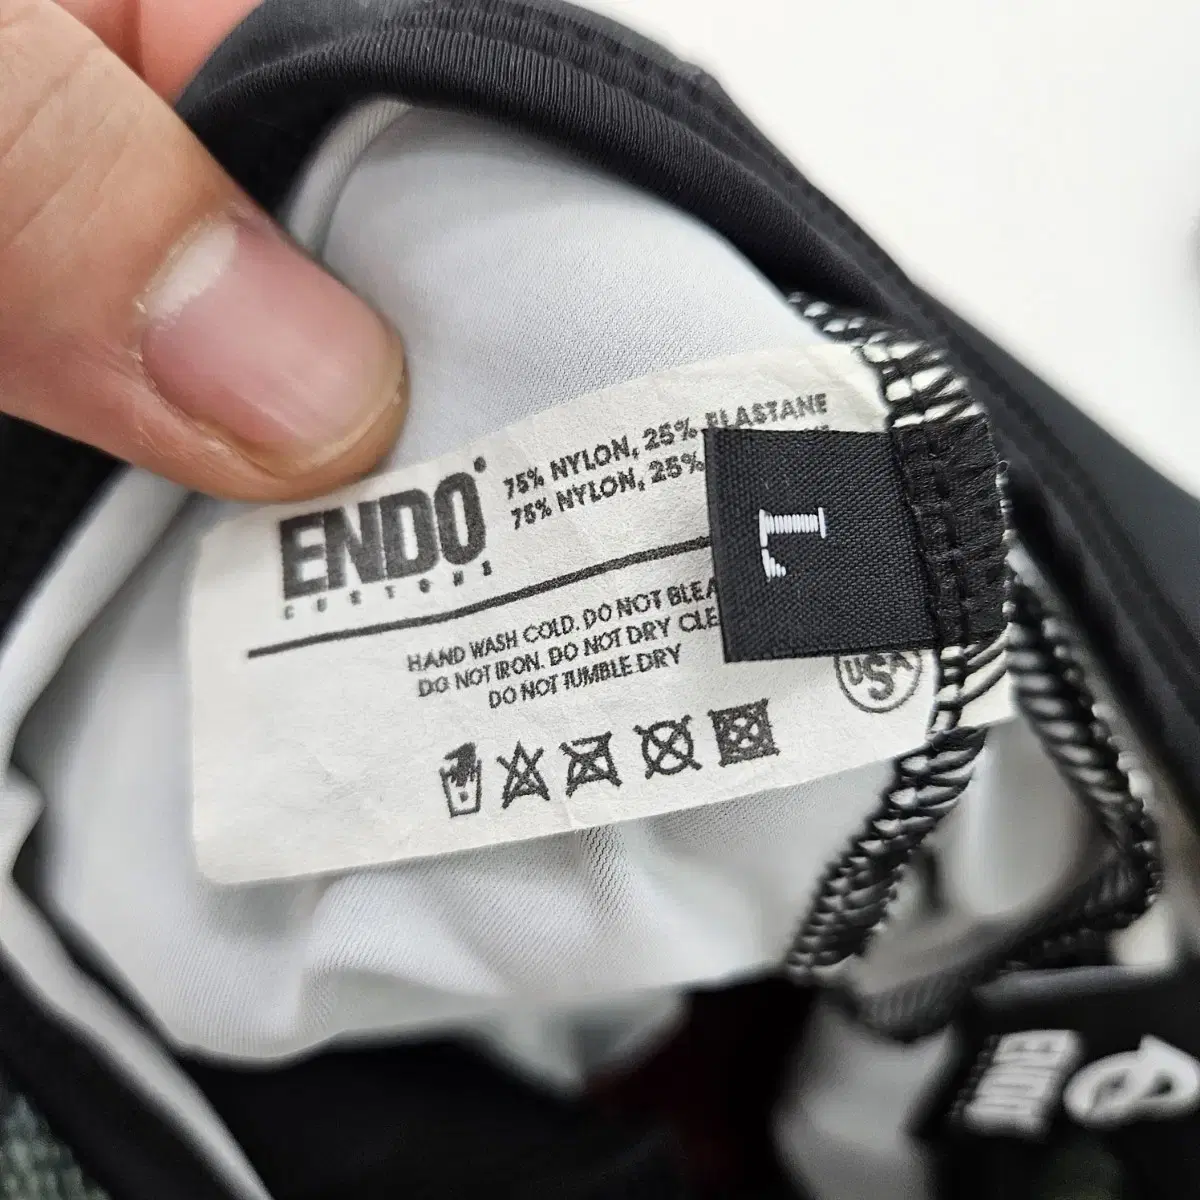 ENDO
CUSTOMS
75% NYLON, 25% ELASTANE
75% NYLON, 25%
L
HAND WASH COLD. DO NOT BLEA
DO NOT IRON. DO NOT DRY CLE
DO NOT TUMBLE DRY
USA
ENDO